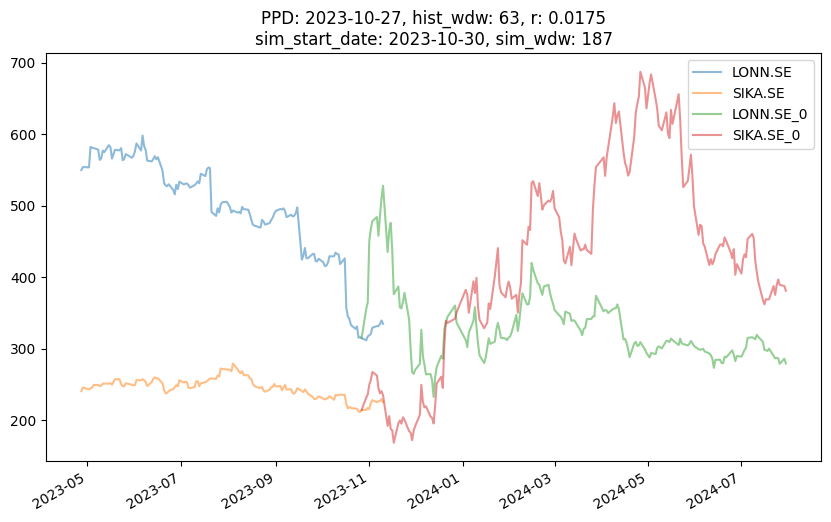 PPD: 2023-10-27, hist_wdw: 63, r: 0.0175
sim_start_date: 2023-10-30, sim_wdw: 187
LONN.SE
SIKA.SE
LONN.SE_0
SIKA.SE_0
700
600
500
400
300
200
2023-05
2023-07
2023-09
2023-11
2024-01
2024-03
2024-05
2024-07